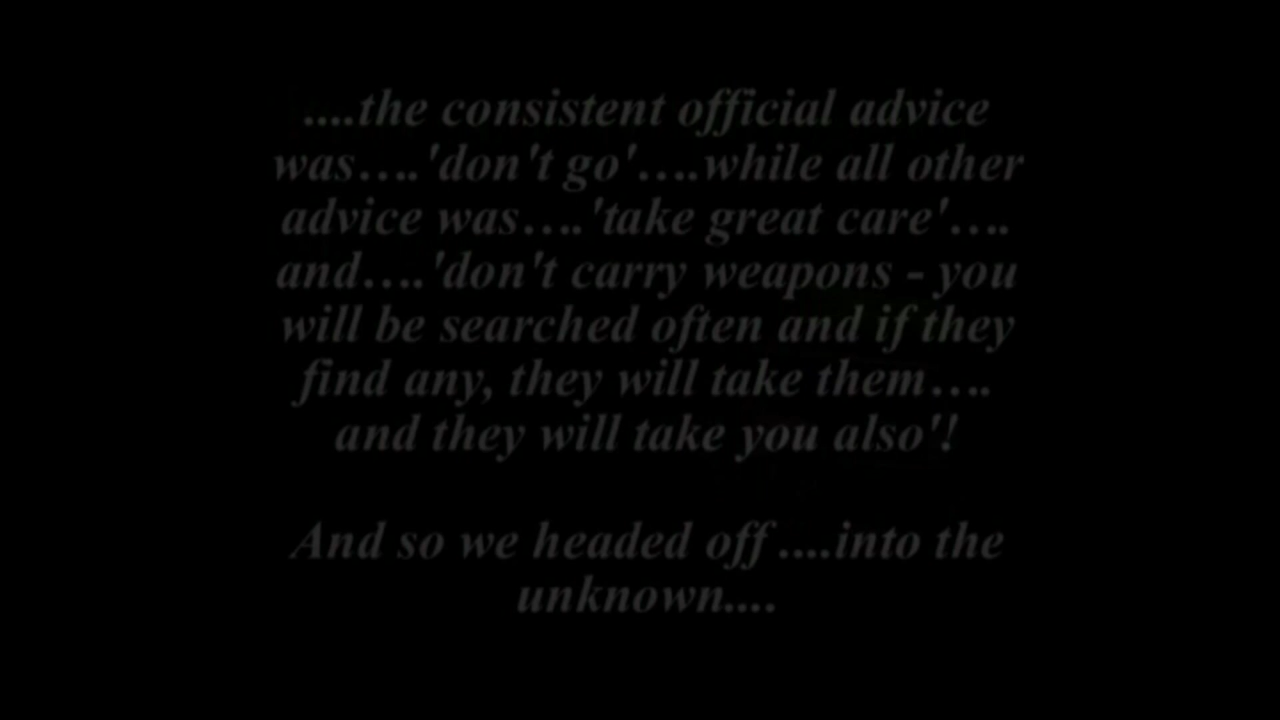 ....the consistent official advice
was….'don't go'….while all other
advice was….'take great care'….
and….'don't carry weapons - you
will be searched often and if they
find any, they will take them….
and they will take you also'!
And so we headed off ....into the
unknown....